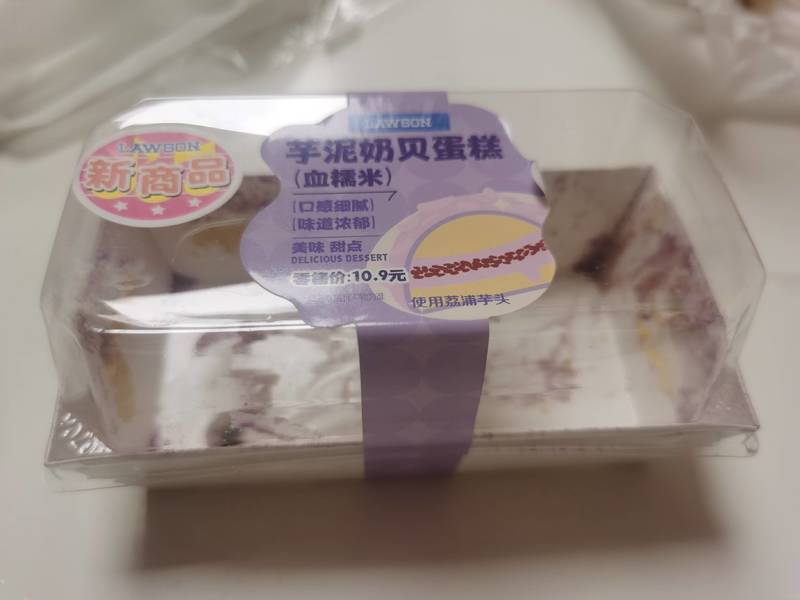 LAWSON
新商品
LAWSON
芋泥奶贝蛋糕
(血糯米)
[口感细腻]
[味道浓郁]
美味 甜点
DELICIOUS DESSERT
零售价:10.9元
使用荔浦芋头